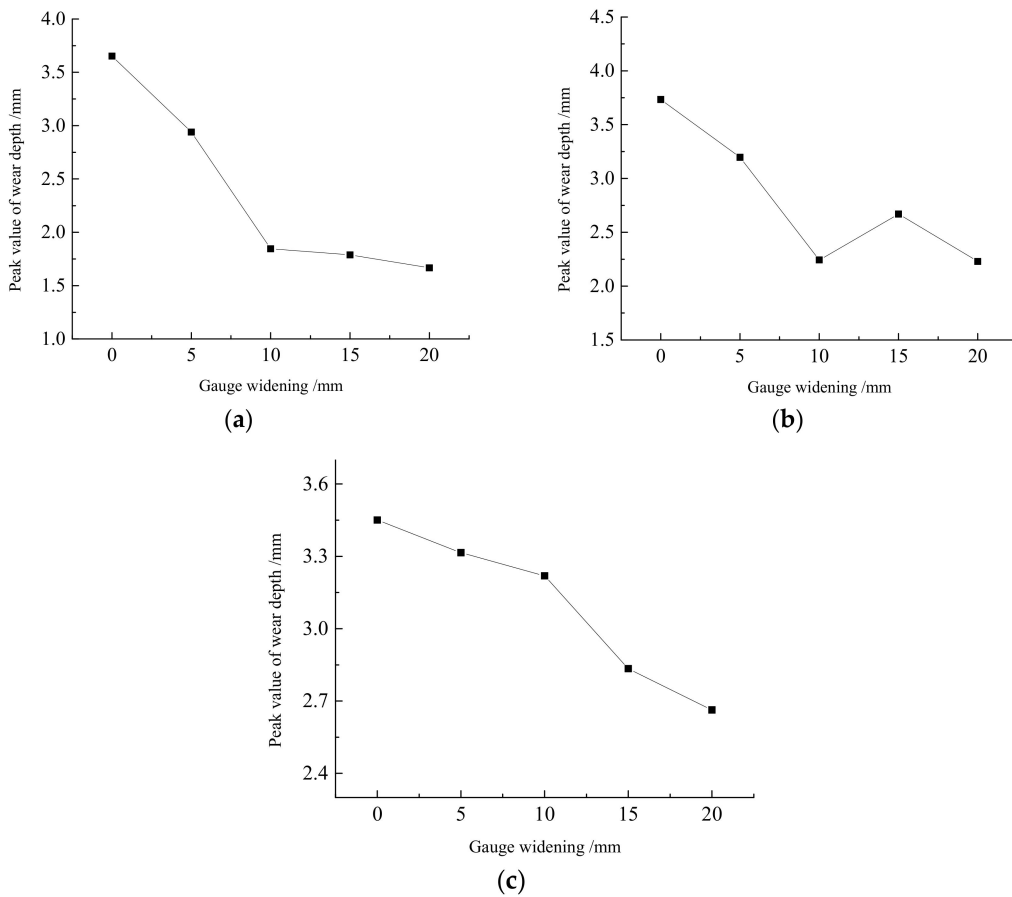 4.0
3.5
3.0
2.5
2.0
1.5
1.0
Peak value of wear depth /mm
0 5 10 15 20
Gauge widening /mm
(a)
4.5
4.0
3.5
3.0
2.5
2.0
1.5
Peak value of wear depth /mm
0 5 10 15 20
Gauge widening /mm
(b)
3.6
3.3
3.0
2.7
2.4
Peak value of wear depth /mm
0 5 10 15 20
Gauge widening /mm
(c)